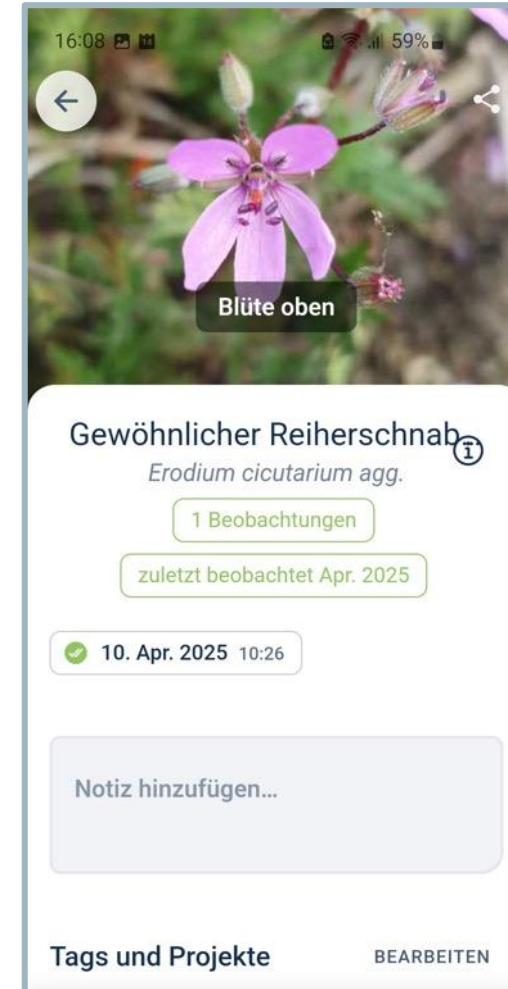 16:08 59%
Blüte oben
Gewöhnlicher Reiherschnab
Erodium cicutarium agg.
1 Beobachtungen
zuletzt beobachtet Apr. 2025
10. Apr. 2025 10:26
Notiz hinzufügen...
Tags und Projekte BEARBEITEN